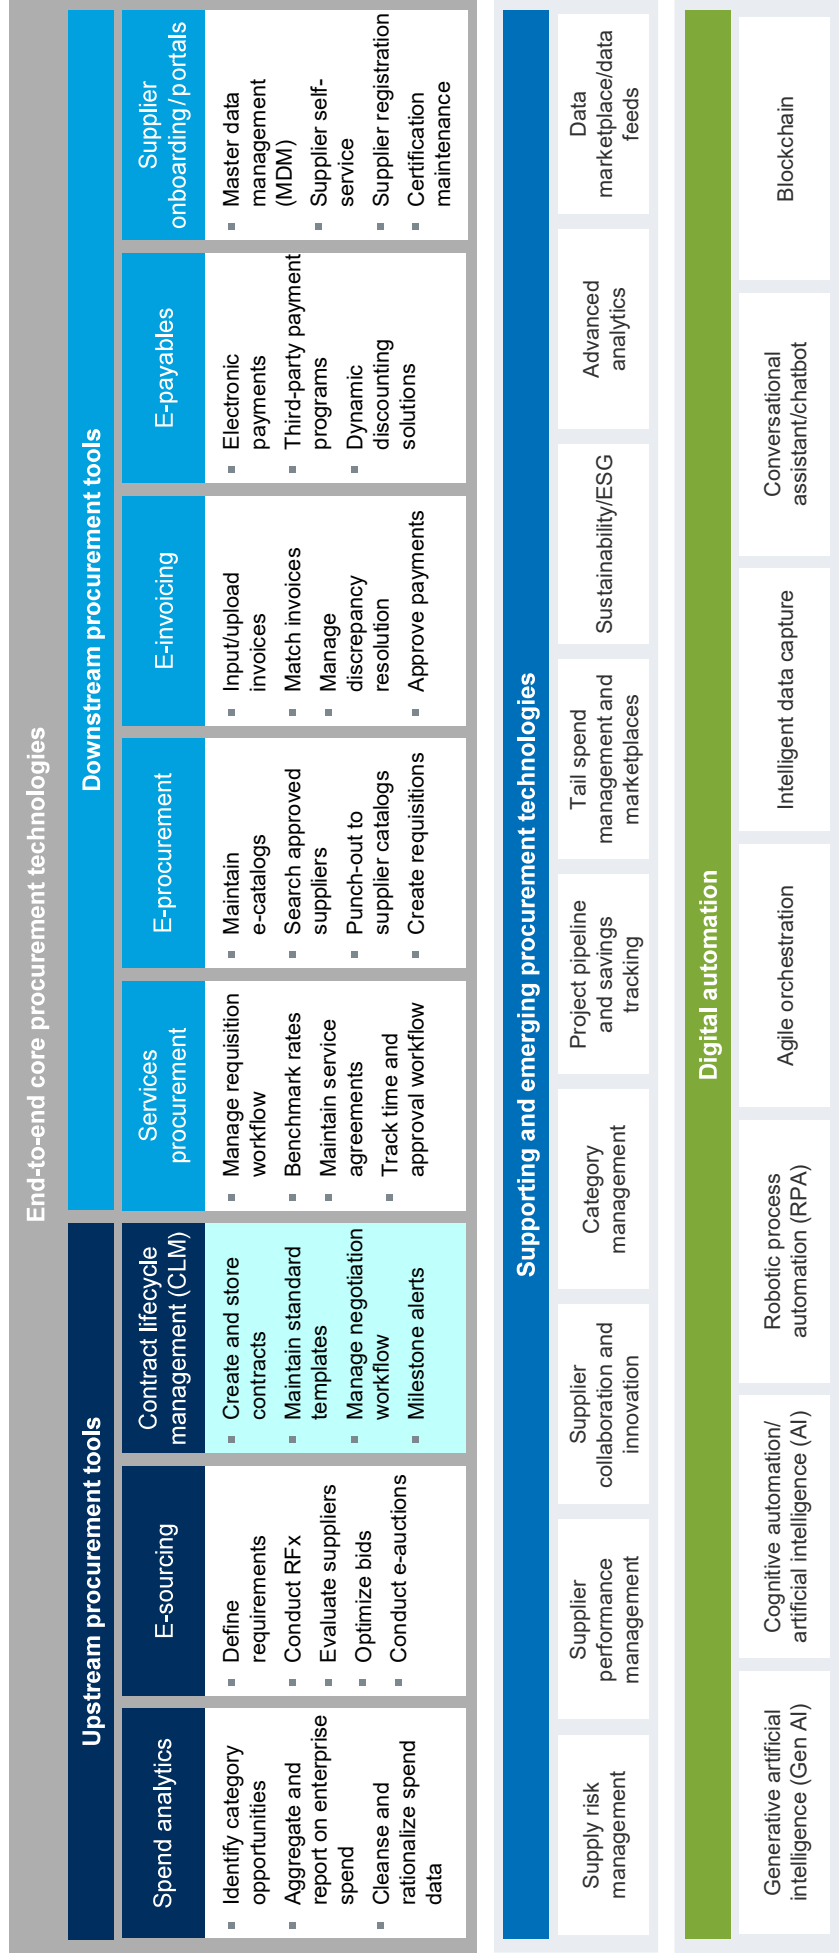 End-to-end core procurement technologies
Upstream procurement tools
Downstream procurement tools
Spend analytics
▪ Identify category
opportunities
▪ Aggregate and
report on enterprise
spend
▪ Cleanse and
rationalize spend
data
E-sourcing
▪ Define
requirements
▪ Conduct RFx
▪ Evaluate suppliers
▪ Optimize bids
▪ Conduct e-auctions
Contract lifecycle
management (CLM)
▪ Create and store
contracts
▪ Maintain standard
templates
▪ Manage negotiation
workflow
▪ Milestone alerts
Services
procurement
▪ Manage requisition
workflow
▪ Benchmark rates
▪ Maintain service
agreements
▪ Track time and
approval workflow
E-procurement
▪ Maintain
e-catalogs
▪ Search approved
suppliers
▪ Punch-out to
supplier catalogs
▪ Create requisitions
E-invoicing
▪ Input/upload
invoices
▪ Match invoices
▪ Manage
discrepancy
resolution
▪ Approve payments
E-payables
▪ Electronic
payments
▪ Third-party payment
programs
▪ Dynamic
discounting
solutions
Supplier
onboarding/portals
▪ Master data
management
(MDM)
▪ Supplier self-
service
▪ Supplier registration
▪ Certification
maintenance
Supporting and emerging procurement technologies
Supply risk
management
Supplier
performance
management
Supplier
collaboration and
innovation
Category
management
Project pipeline
and savings
tracking
Tail spend
management and
marketplaces
Sustainability/ESG
Advanced
analytics
Data
marketplace/data
feeds
Digital automation
Generative artificial
intelligence (Gen AI)
Cognitive automation/
artificial intelligence (AI)
Robotic process
automation (RPA)
Agile orchestration
Intelligent data capture
Conversational
assistant/chatbot
Blockchain